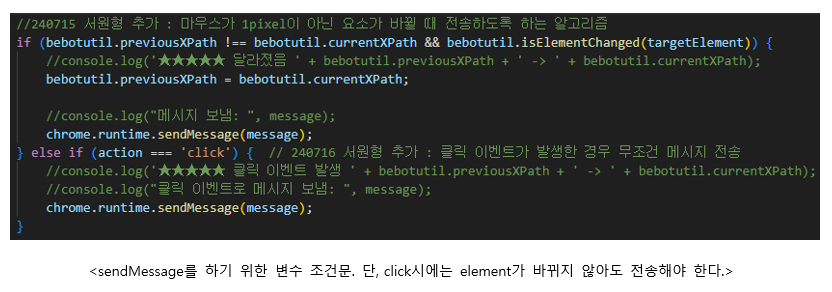 //240715 서원형 추가 : 마우스가 1pixel이 아닌 요소가 바뀔 때 전송하도록 하는 알고리즘
if (bebotutil.previousXPath !== bebotutil.currentXPath && bebotutil.isElementChanged(targetElement)) {
//console.log('★★★★★ 달라졌음 ' + bebotutil.previousXPath + ' -> ' + bebotutil.currentXPath);
bebotutil.previousXPath = bebotutil.currentXPath;
//console.log("메시지 보냄: ", message);
chrome.runtime.sendMessage(message);
} else if (action === 'click') {  // 240716 서원형 추가 : 클릭 이벤트가 발생한 경우 무조건 메시지 전송
//console.log('★★★★★ 클릭 이벤트 발생 ' + bebotutil.previousXPath + ' -> ' + bebotutil.currentXPath);
//console.log("클릭 이벤트로 메시지 보냄: ", message);
chrome.runtime.sendMessage(message);
}
<sendMessage를 하기 위한 변수 조건문. 단, click시에는 element가 바뀌지 않아도 전송해야 한다.>